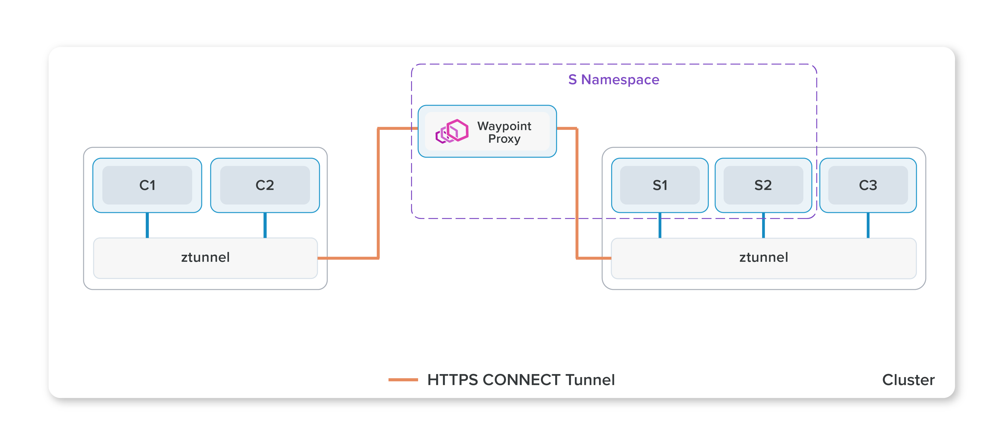 S Namespace
Waypoint
Proxy
C1
C2
S1
S2
C3
ztunnel
ztunnel
HTTPS CONNECT Tunnel
Cluster